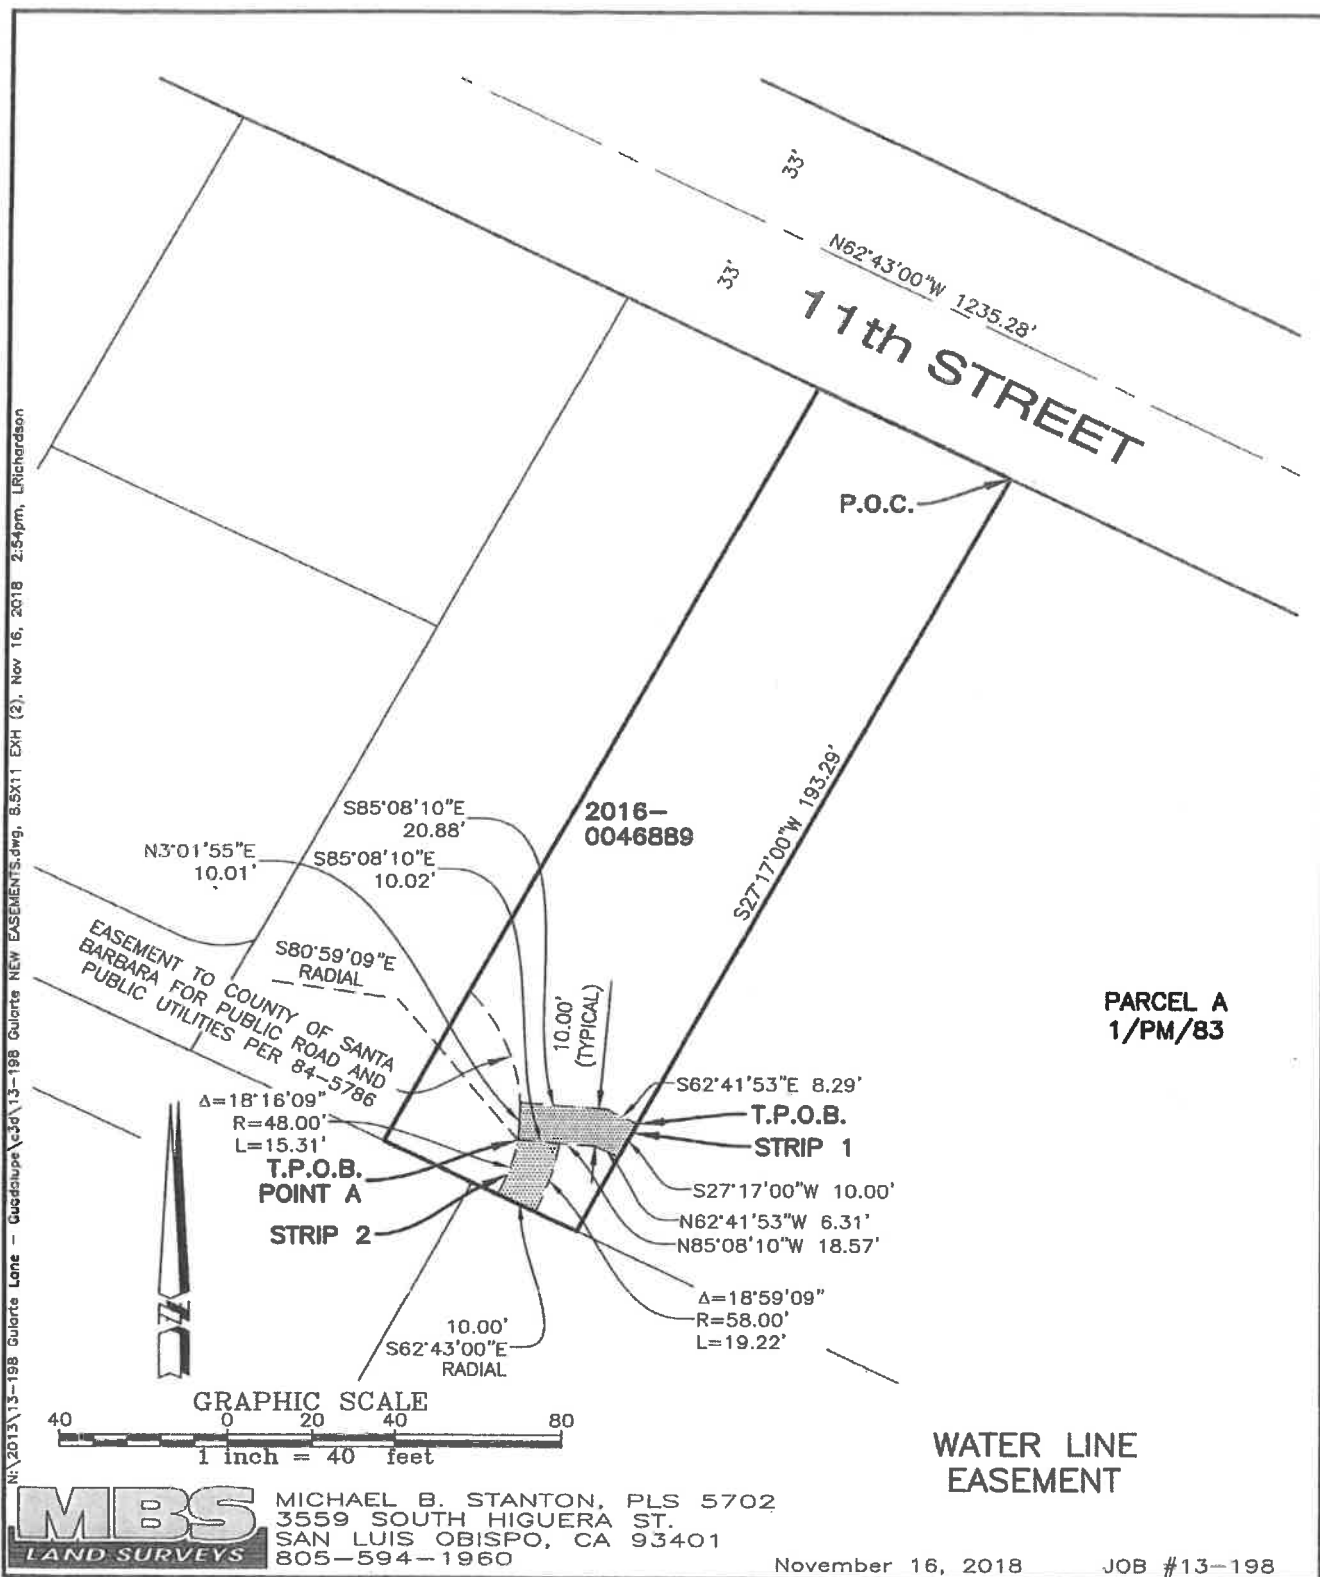 33'
N62°43'00"W 1235.28'
33'
11th STREET
P.O.C.
S27°17'00"W 193.29'
2016-
0046889
S85°08'10"E
20.88'
N3°01'55"E
10.01'
S85°08'10"E
10.02'
S80°59'09"E
RADIAL
EASEMENT TO COUNTY OF SANTA
BARBARA FOR PUBLIC ROAD AND
PUBLIC UTILITIES PER 84-5786
10.00'
(TYPICAL)
PARCEL A
1/PM/83
S62°41'53"E 8.29'
T.P.O.B.
STRIP 1
Δ=18°16'09"
R=48.00'
L=15.31'
T.P.O.B.
POINT A
STRIP 2
S27°17'00"W 10.00'
N62°41'53"W 6.31'
N85°08'10"W 18.57'
Δ=18°59'09"
R=58.00'
L=19.22'
10.00'
S62°43'00"E
RADIAL
N
GRAPHIC SCALE
40 0 20 40 80
1 inch = 40 feet
WATER LINE
EASEMENT
MBS
LAND SURVEYS
MICHAEL B. STANTON, PLS 5702
3559 SOUTH HIGUERA ST.
SAN LUIS OBISPO, CA 93401
805-594-1960
November 16, 2018 JOB #13-198
N:\2013\13-198 Gularte Lane - Guadalupe\c3d\13-198 Gularte NEW EASEMENTS.dwg, 8.5X11 EXH (2), Nov 16, 2018 2:54pm, LRichardson